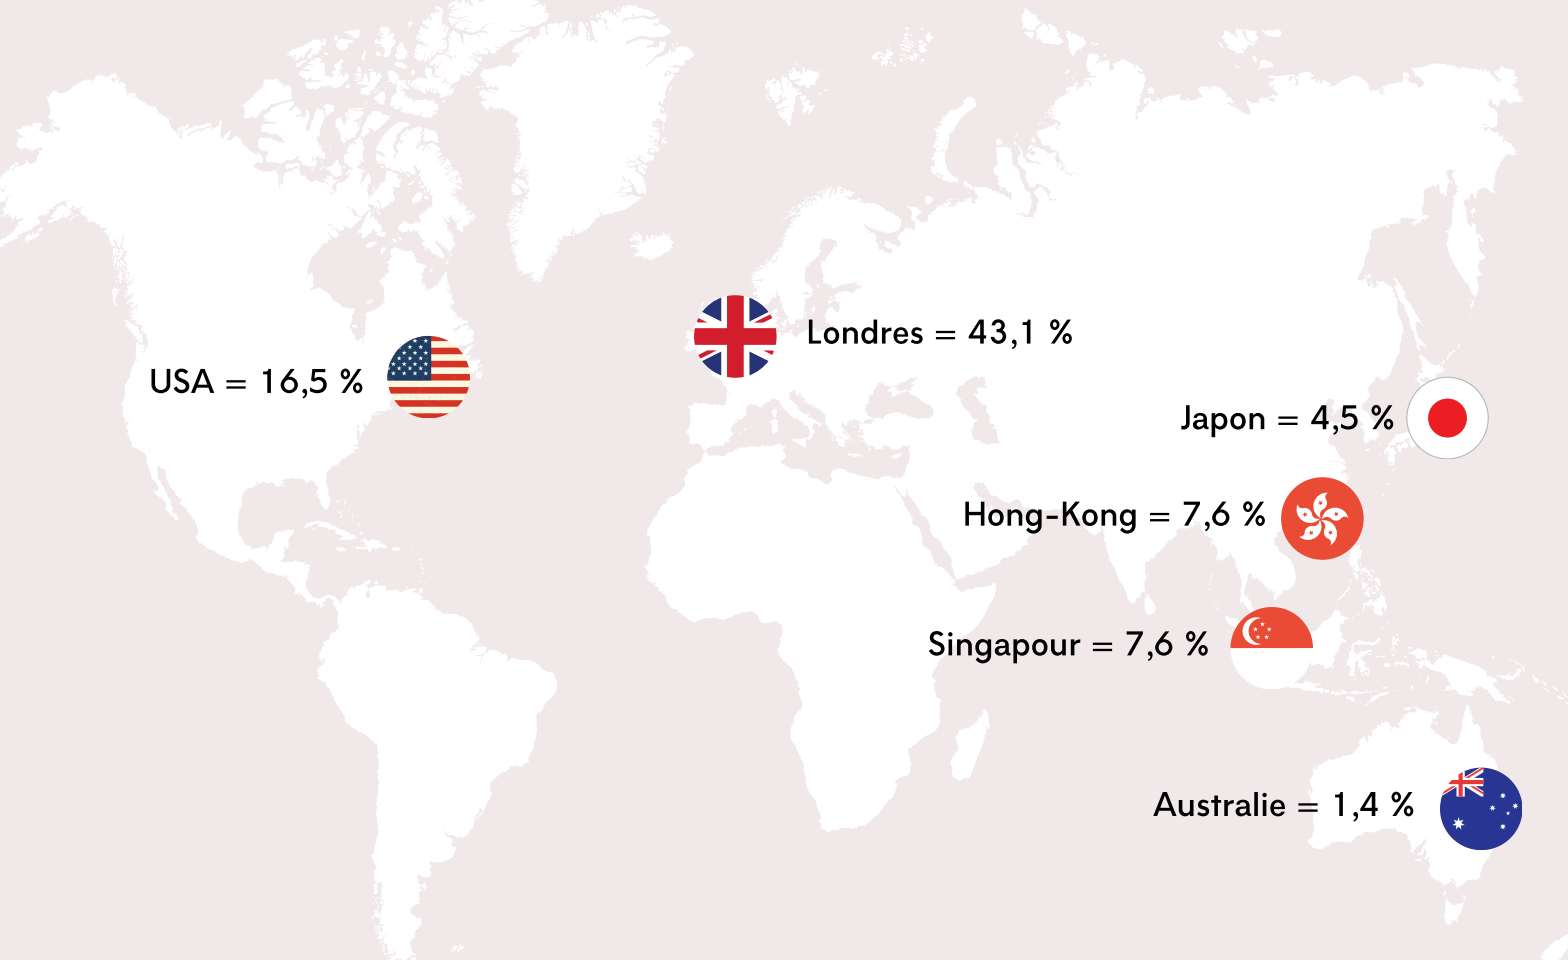 Londres = 43,1 %
USA = 16,5 %
Japon = 4,5 %
Hong-Kong = 7,6 %
Singapour = 7,6 %
Australie = 1,4 %